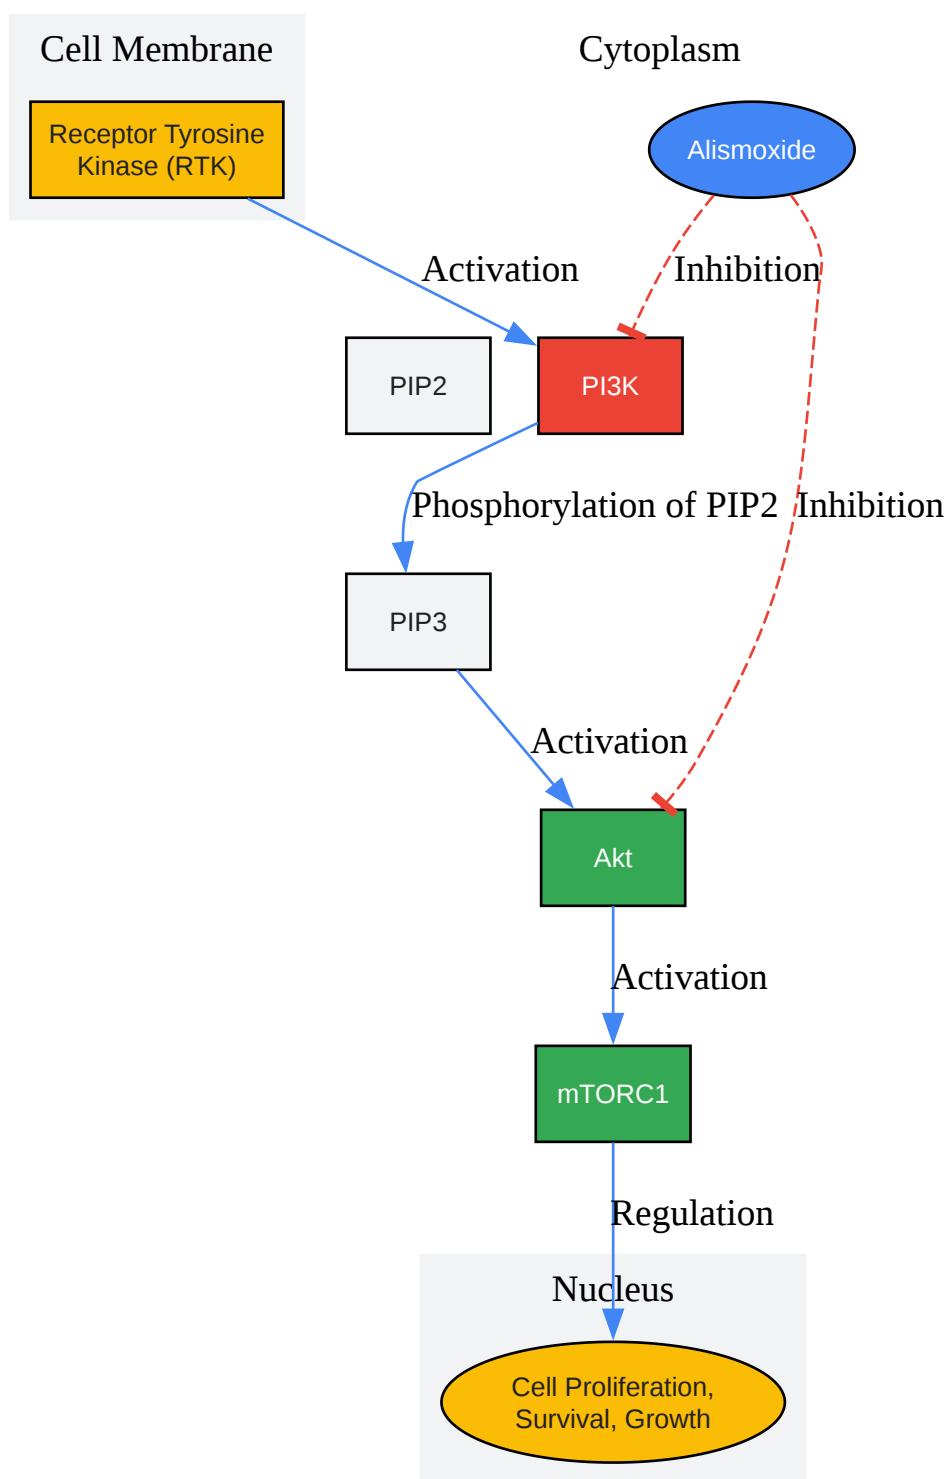 Cell Membrane
Cytoplasm
Receptor Tyrosine
Kinase (RTK)
Alismoxide
Activation
Inhibition
PIP2
PI3K
Phosphorylation of PIP2
Inhibition
PIP3
Activation
Akt
Activation
mTORC1
Regulation
Nucleus
Cell Proliferation,
Survival, Growth